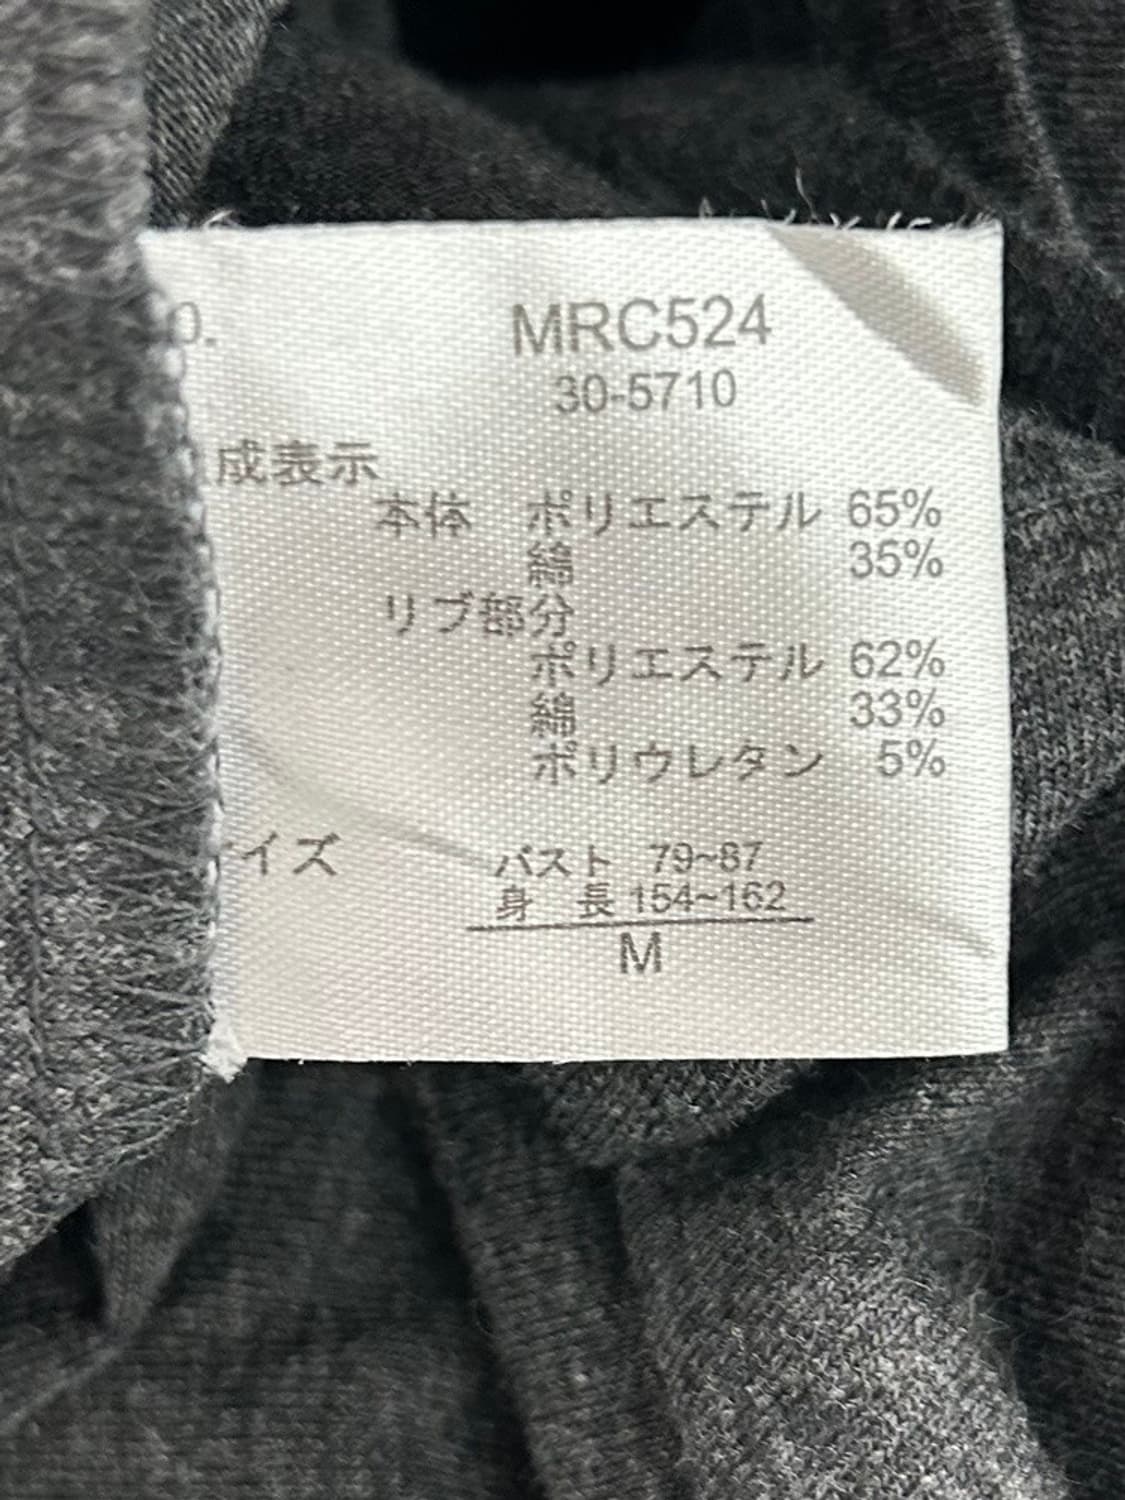 o.
MRC524
30-5710
成表示
本体 ポリエステル 65%
綿 35%
リブ部分
ポリエステル 62%
綿 33%
ポリウレタン 5%
イズ
バスト 79~87
身 長 154~162
M